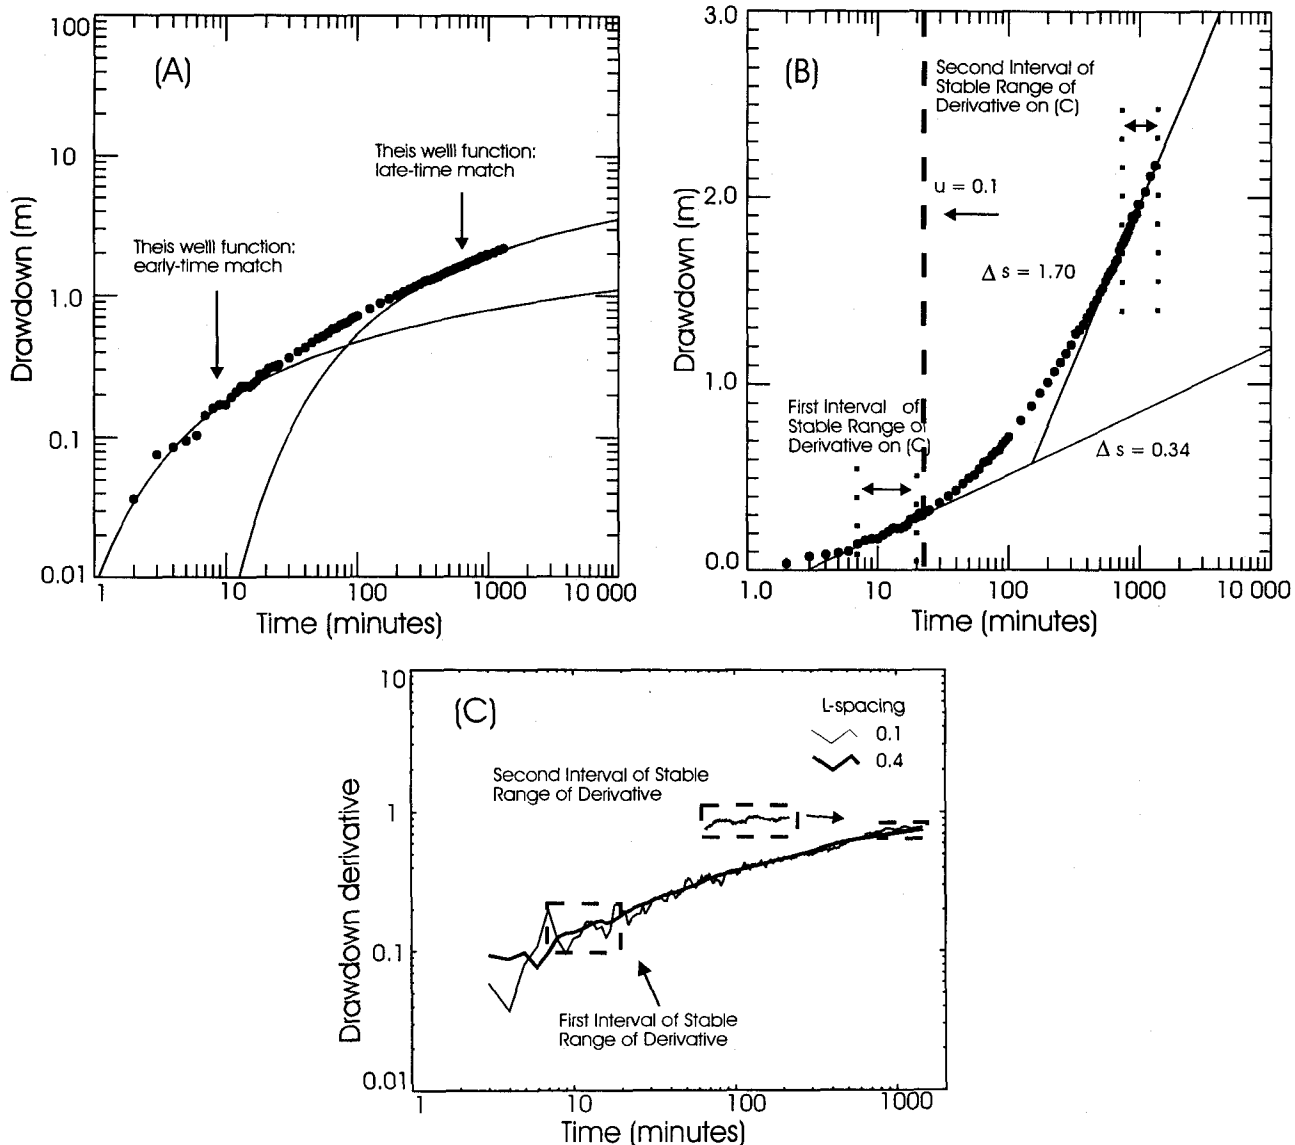 (A)
100
10
1.0
0.1
0.01
Drawdown (m)
Theis welll function:
late-time match
Theis welll function:
early-time match
1
10
100
1000
10 000
Time (minutes)
(B)
3.0
2.0
1.0
0.0
Drawdown (m)
Second Interval of
Stable Range of
Derivative on (C)
u = 0.1
Δ s = 1.70
First Interval of
Stable Range of
Derivative on (C)
Δ s = 0.34
1.0
10
100
1000
10 000
Time (minutes)
(C)
10
1
0.1
0.01
Drawdown derivative
L-spacing
0.1
0.4
Second Interval of Stable
Range of Derivative
First Interval of Stable
Range of Derivative
1
10
100
1000
Time (minutes)